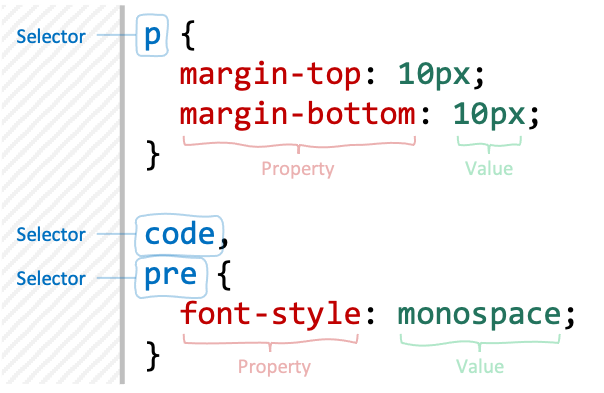 Selector p {
margin-top: 10px;
margin-bottom: 10px;
}
Property Value
Selector code,
Selector pre {
font-style: monospace;
}
Property Value